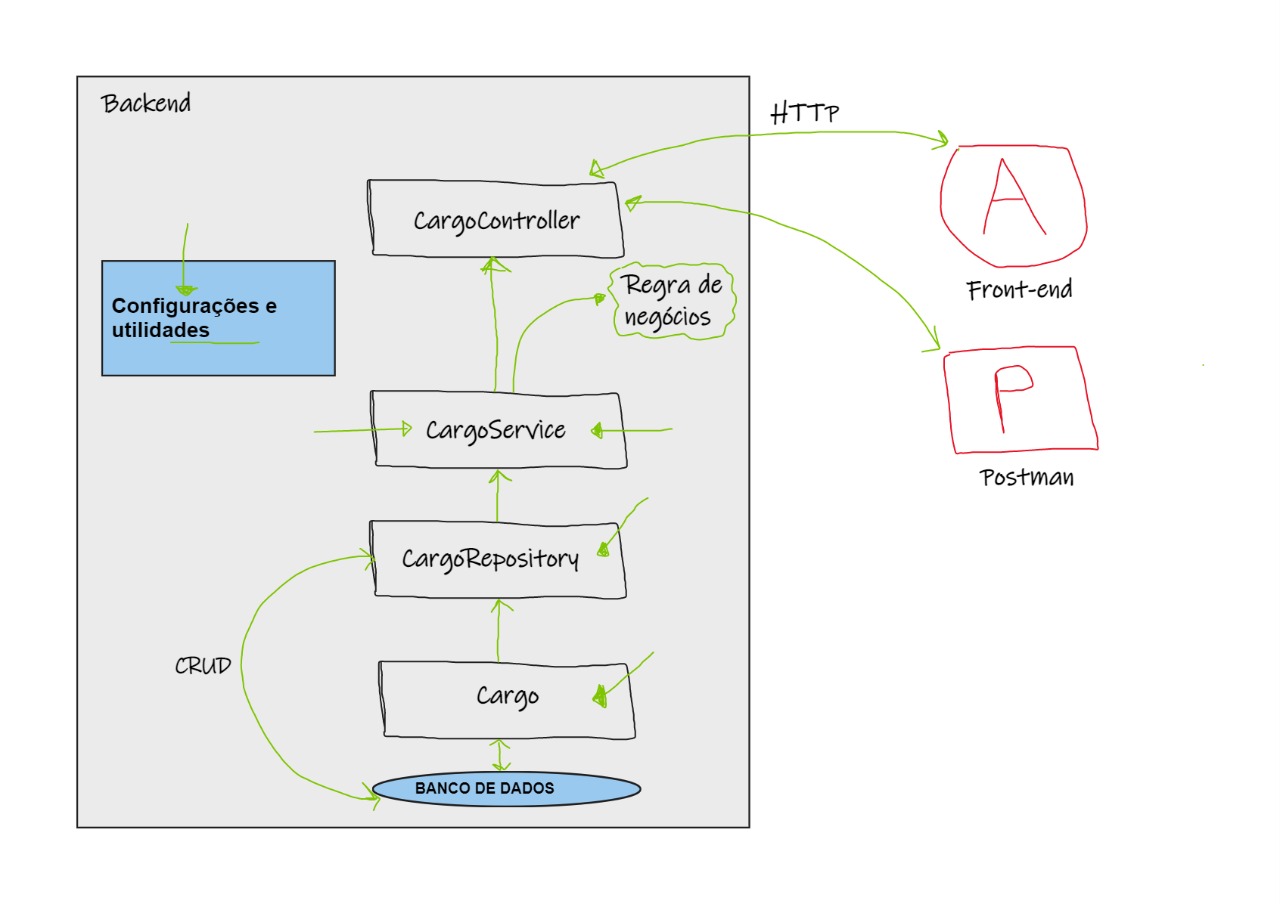 Backend
HTTP
A
Front-end
CargoController
Configurações e
utilidades
Regra de
negócios
P
Postman
CargoService
CargoRepository
CRUD
Cargo
BANCO DE DADOS